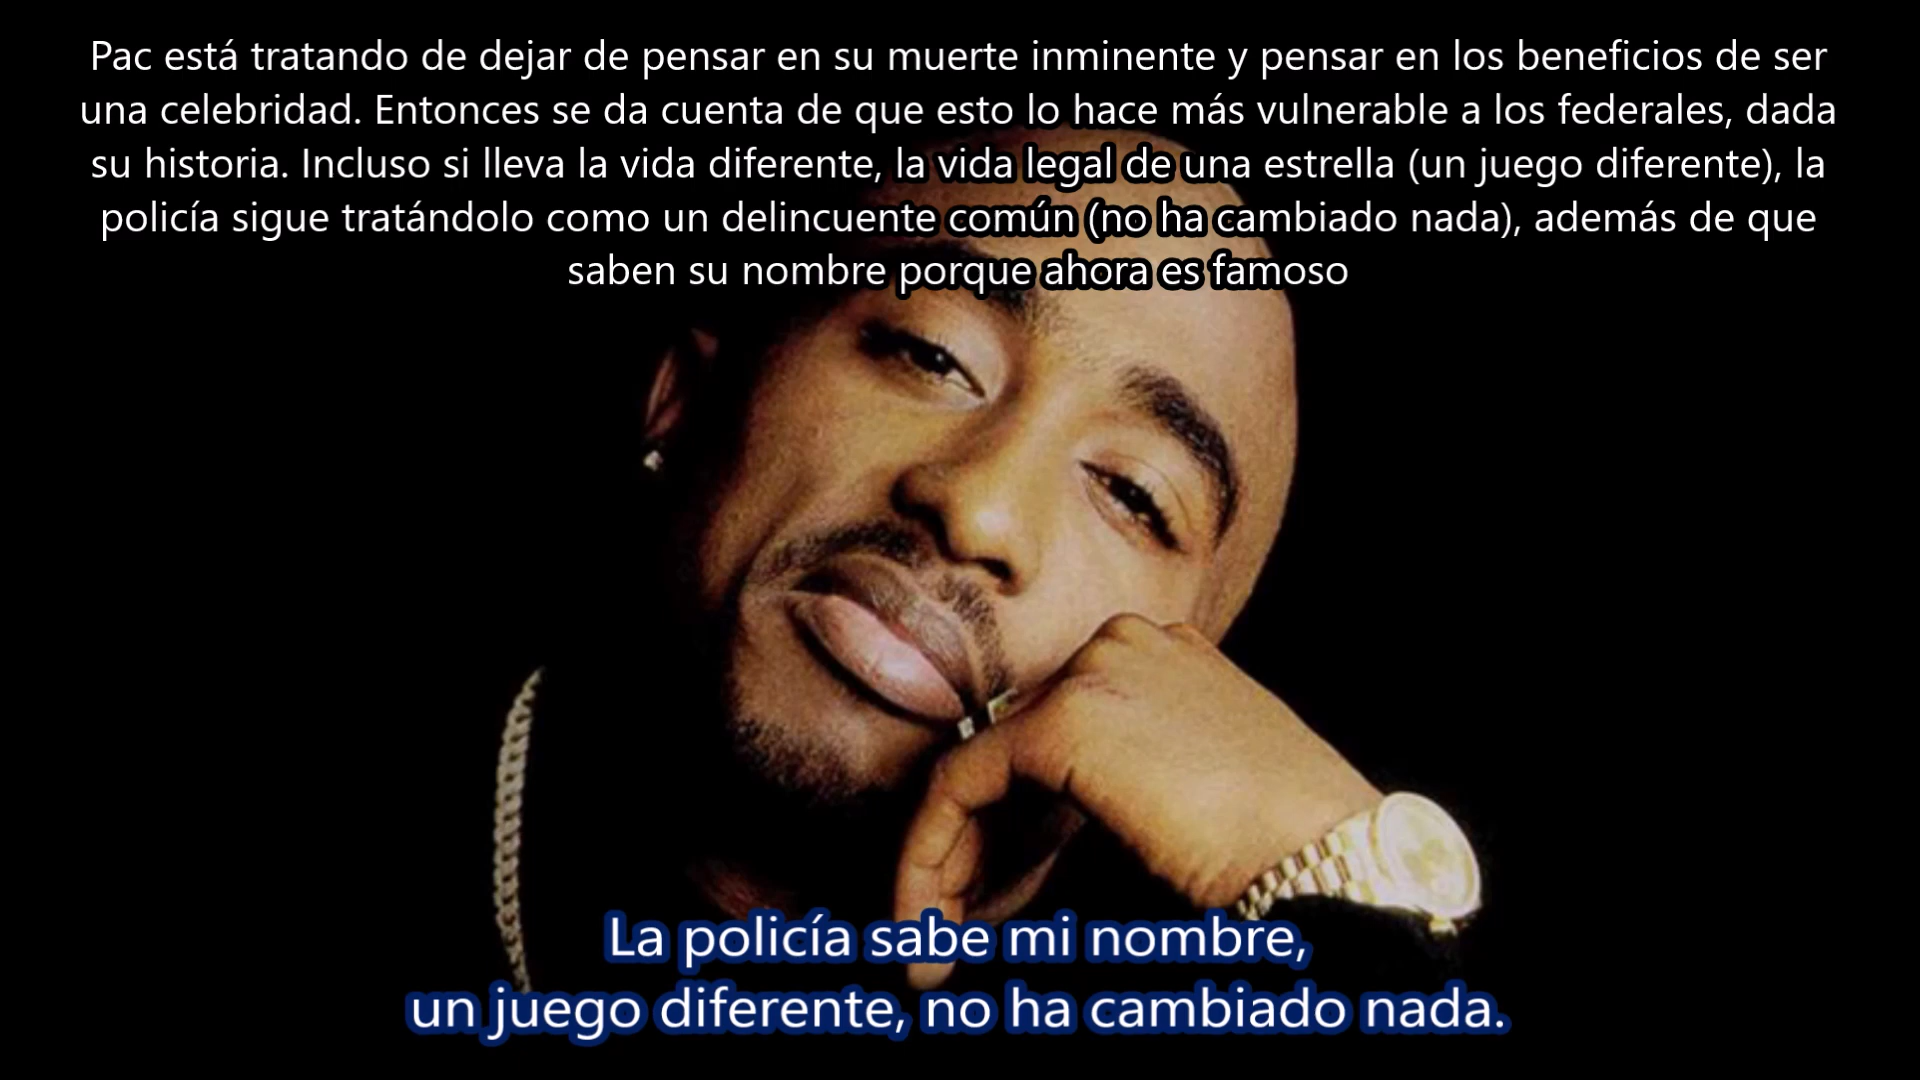 Pac está tratando de dejar de pensar en su muerte inminente y pensar en los beneficios de ser
una celebridad. Entonces se da cuenta de que esto lo hace más vulnerable a los federales, dada
su historia. Incluso si lleva la vida diferente, la vida legal de una estrella (un juego diferente), la
policía sigue tratándolo como un delincuente común (no ha cambiado nada), además de que
saben su nombre porque ahora es famoso
La policía sabe mi nombre,
un juego diferente, no ha cambiado nada.